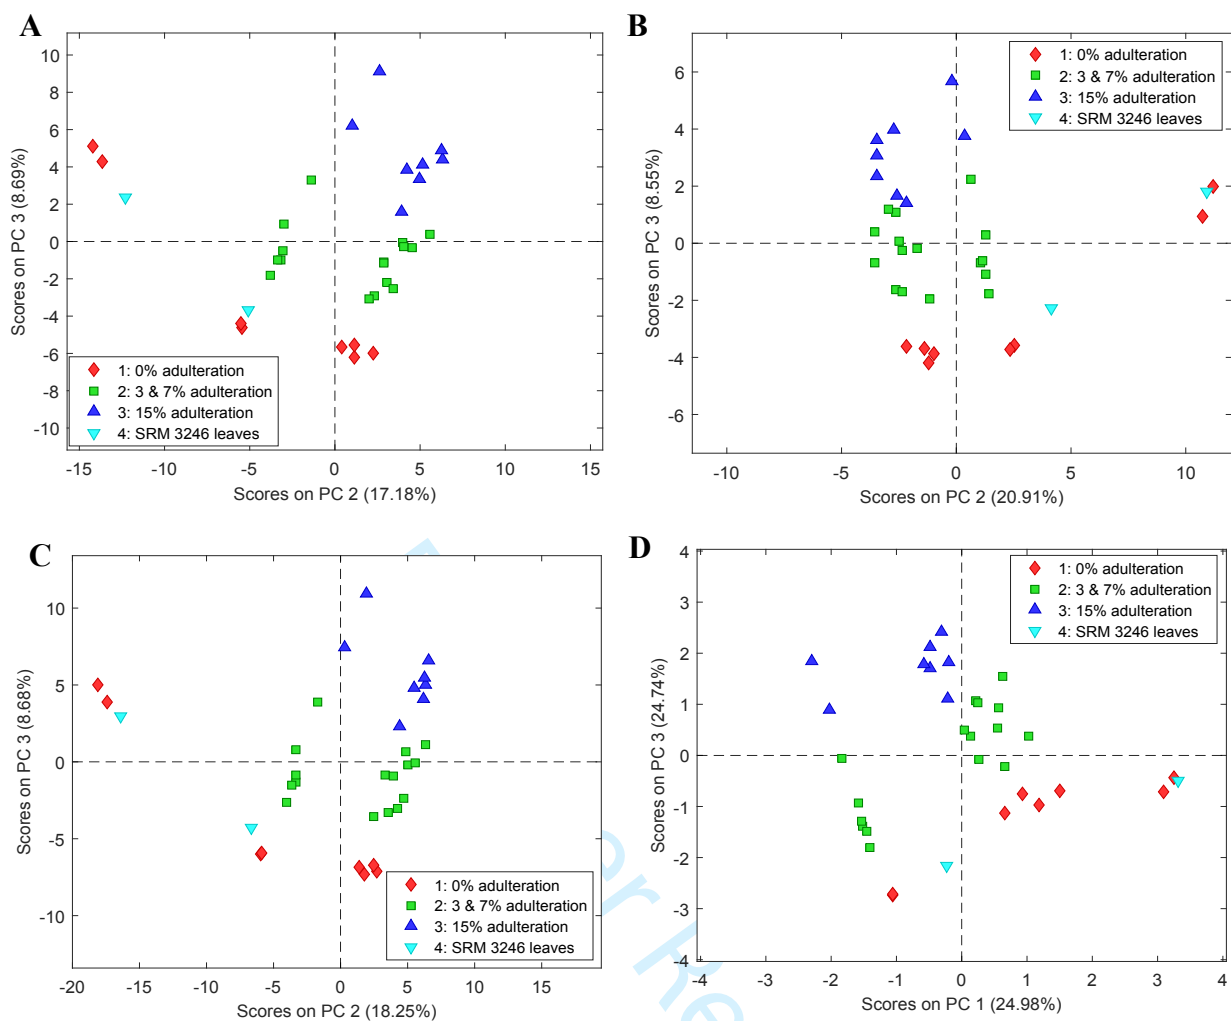 A
10
8
6
4
2
0
-2
-4
-6
-8
-10
Scores on PC 3 (8.69%)
1: 0% adulteration
2: 3 & 7% adulteration
3: 15% adulteration
4: SRM 3246 leaves
-15
-10
-5
0
5
10
15
Scores on PC 2 (17.18%)
B
6
4
2
0
-2
-4
-6
Scores on PC 3 (8.55%)
1: 0% adulteration
2: 3 & 7% adulteration
3: 15% adulteration
4: SRM 3246 leaves
-10
-5
0
5
10
Scores on PC 2 (20.91%)
C
10
5
0
-5
-10
Scores on PC 3 (8.68%)
1: 0% adulteration
2: 3 & 7% adulteration
3: 15% adulteration
4: SRM 3246 leaves
-20
-15
-10
-5
0
5
10
15
Scores on PC 2 (18.25%)
D
4
3
2
1
0
-1
-2
-3
-4
Scores on PC 3 (24.74%)
1: 0% adulteration
2: 3 & 7% adulteration
3: 15% adulteration
4: SRM 3246 leaves
-4
-3
-2
-1
0
1
2
3
4
Scores on PC 1 (24.98%)